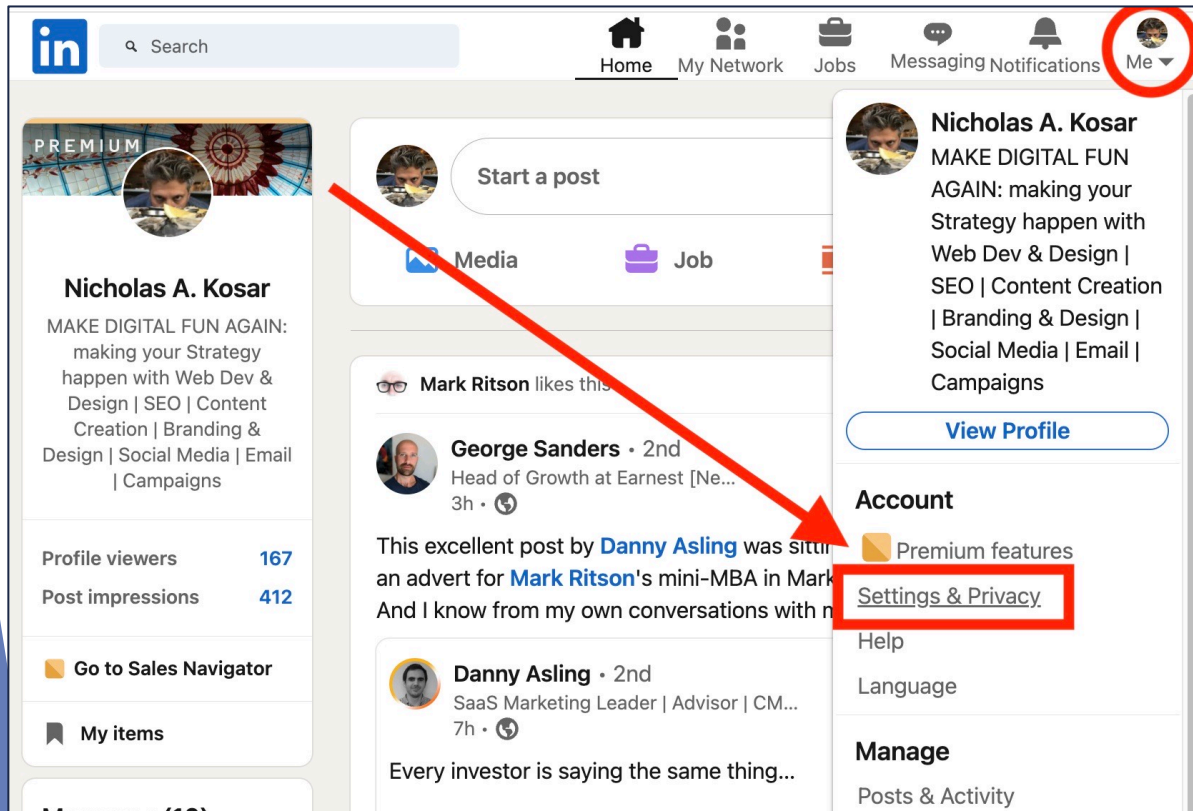 in
Search
Home
My Network
Jobs
Messaging
Notifications
Me
PREMIUM
Nicholas A. Kosar
MAKE DIGITAL FUN AGAIN:
making your Strategy
happen with Web Dev &
Design | SEO | Content
Creation | Branding &
Design | Social Media | Email
| Campaigns
Profile viewers 167
Post impressions 412
Go to Sales Navigator
My items
Start a post
Media
Job
Mark Ritson likes this
George Sanders • 2nd
Head of Growth at Earnest [Ne...
3h •
This excellent post by Danny Asling was
an advert for Mark Ritson's mini-MBA in
And I know from my own conversations with
Danny Asling • 2nd
SaaS Marketing Leader | Advisor | CM...
7h •
Every investor is saying the same thing...
Nicholas A. Kosar
MAKE DIGITAL FUN
AGAIN: making your
Strategy happen with
Web Dev & Design |
SEO | Content Creation
| Branding & Design |
Social Media | Email |
Campaigns
View Profile
Account
Premium features
Settings & Privacy
Help
Language
Manage
Posts & Activity